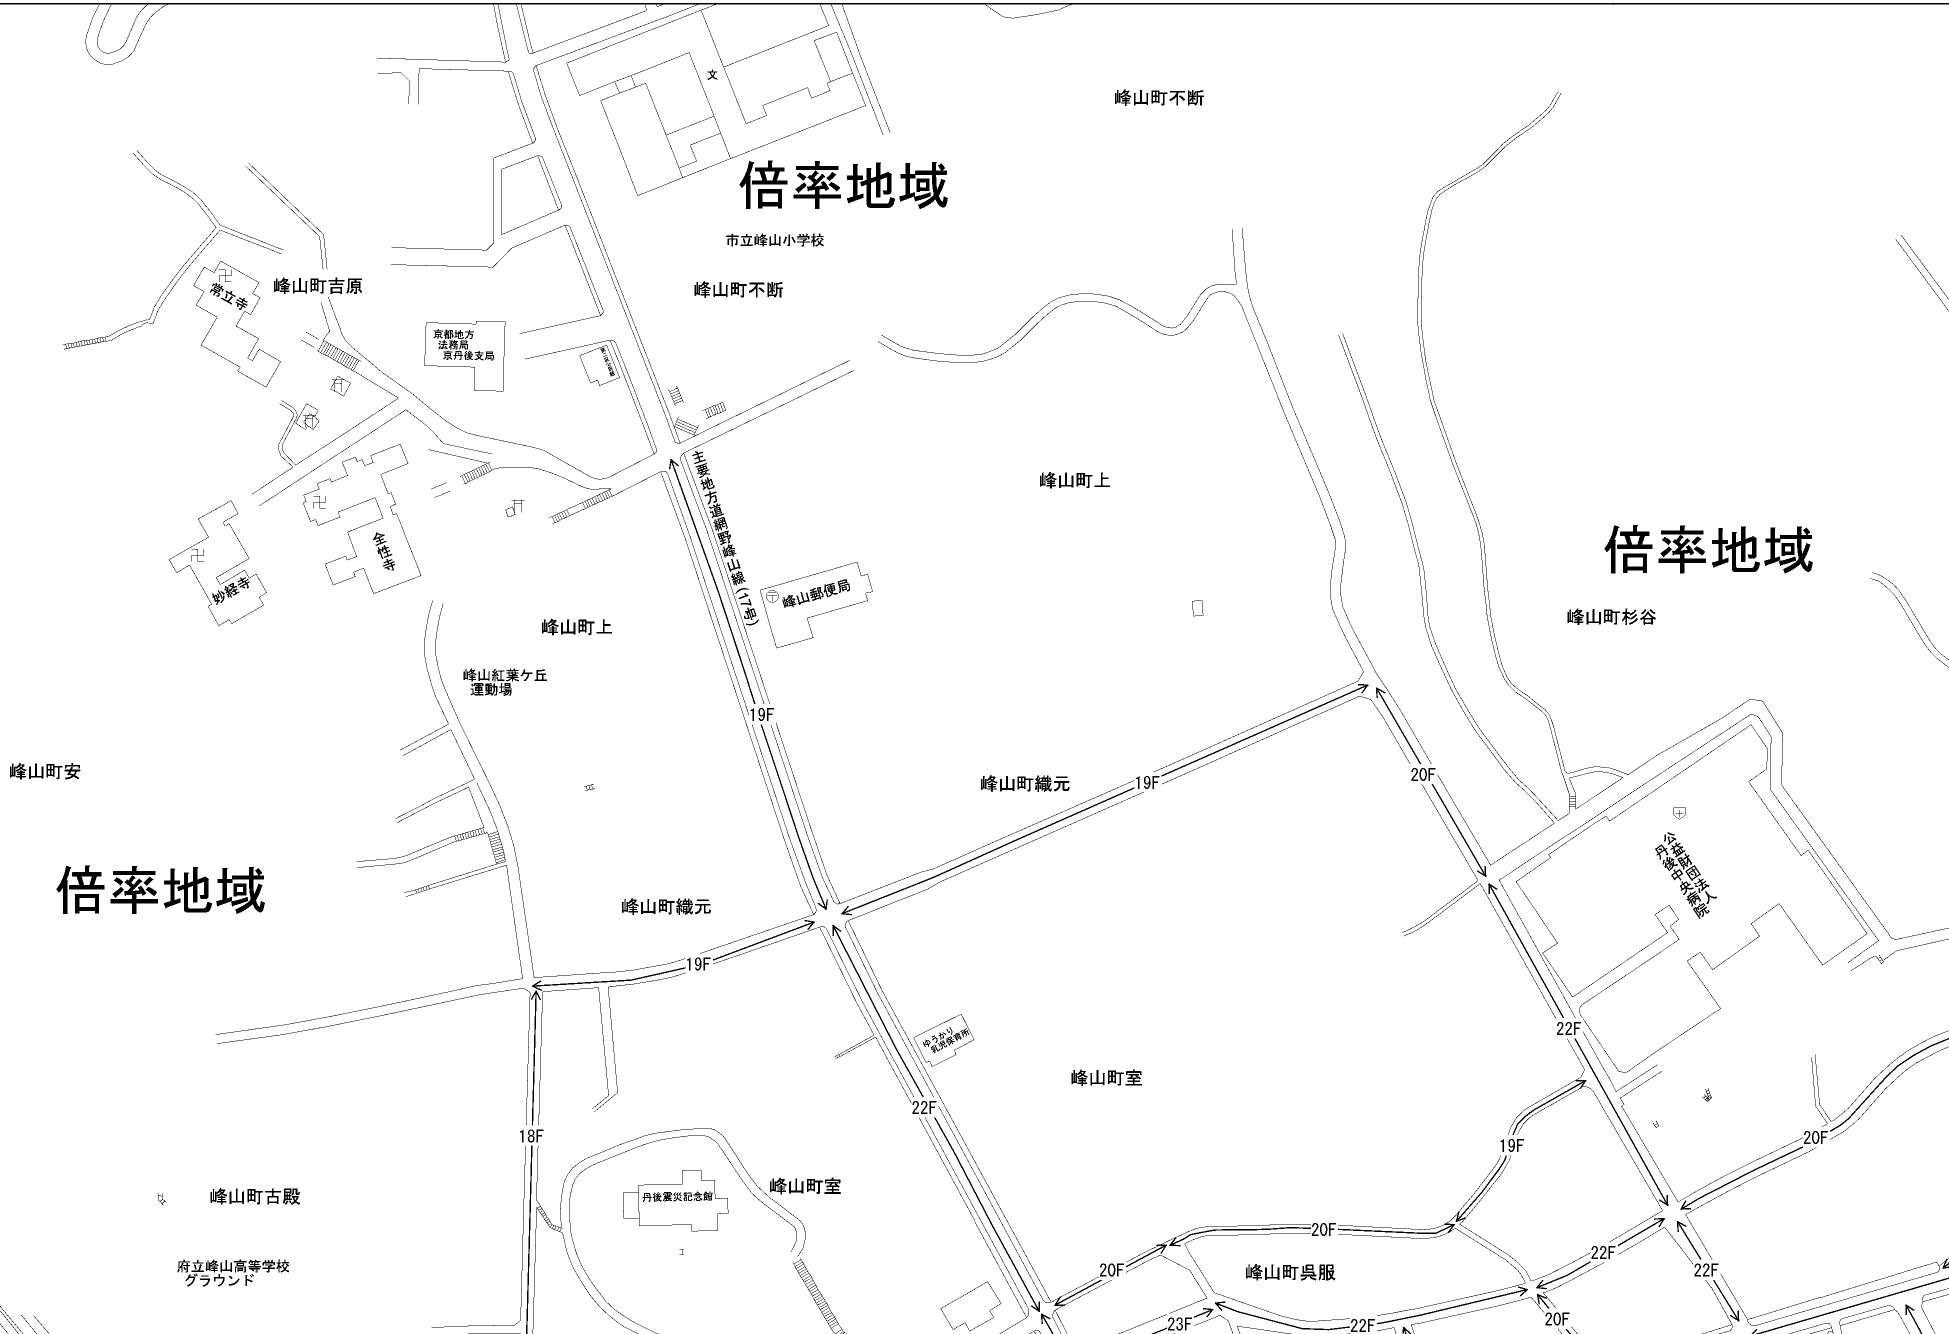 文
峰山町不断
倍率地域
市立峰山小学校
峰山町不断
常立寺
峰山町吉原
京都地方
法務局
京丹後支局
主要地方道網野峰山線(17号)
峰山町上
倍率地域
全性寺
妙経寺
峰山郵便局
峰山町上
峰山町杉谷
峰山紅葉ケ丘
運動場
19F
峰山町安
峰山町織元
19F
20F
公益財団法人
丹後中央病院
倍率地域
峰山町織元
19F
ゆうかり
乳児保育所
22F
峰山町室
22F
18F
19F
20F
峰山町古殿
丹後震災記念館
峰山町室
20F
府立峰山高等学校
グラウンド
20F
峰山町呉服
22F
22F
23F
22F
20F